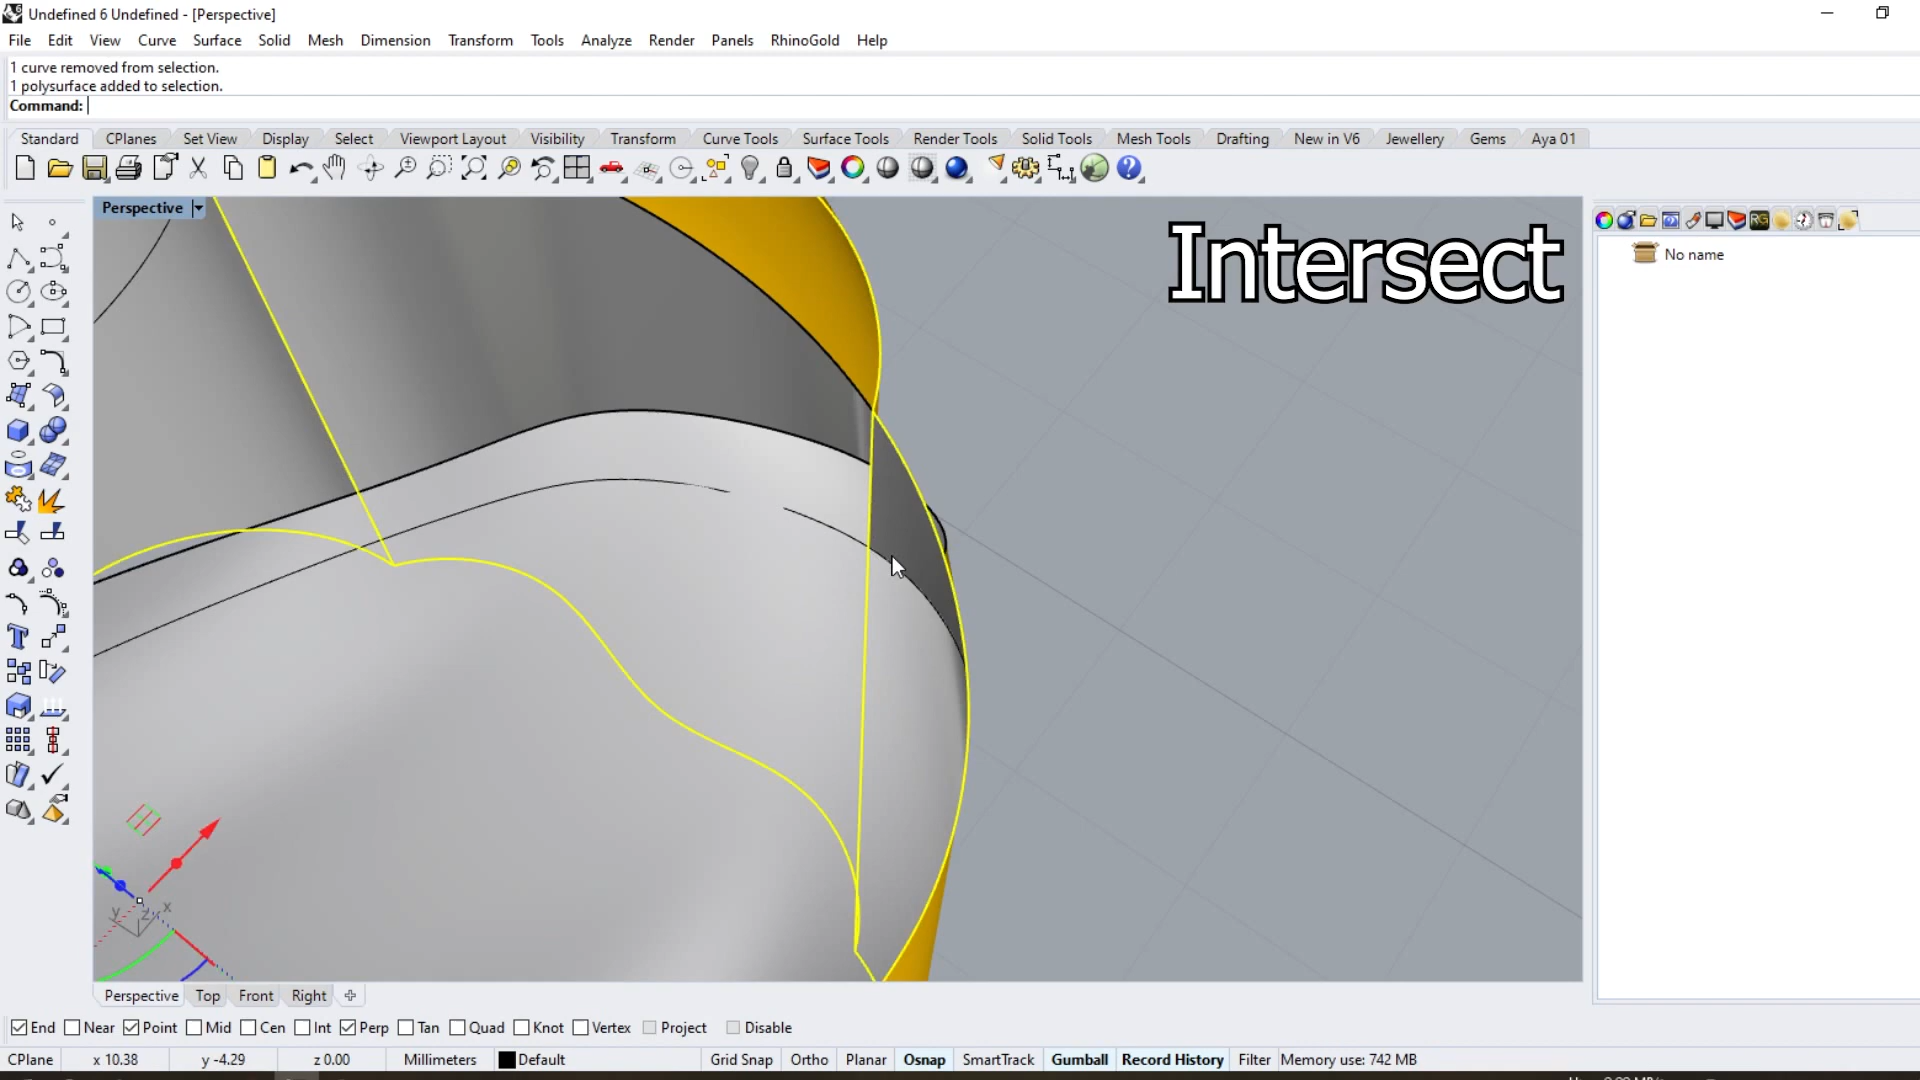 Undefined 6 Undefined - [Perspective]
File Edit View Curve Surface Solid Mesh Dimension Transform Tools Analyze Render Panels RhinoGold Help
1 curve removed from selection.
1 polysurface added to selection.
Command:
Standard CPlanes Set View Display Select Viewport Layout Visibility Transform Curve Tools Surface Tools Render Tools Solid Tools Mesh Tools Drafting New in V6 Jewellery Gems Aya 01
Perspective
Intersect
RG
No name
y z x
Perspective Top Front Right
End Near Point Mid Cen Int Perp Tan Quad Knot Vertex Project Disable
CPlane x 10.38 y -4.29 z 0.00 Millimeters Default Grid Snap Ortho Planar Osnap SmartTrack Gumball Record History Filter Memory use: 742 MB